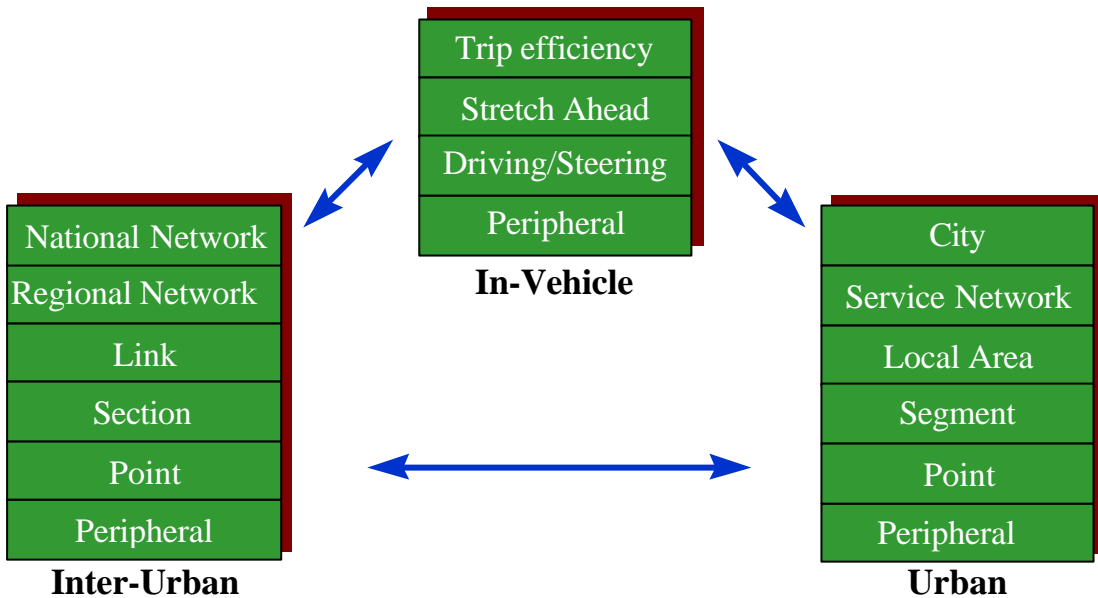 Trip efficiency
Stretch Ahead
Driving/Steering
Peripheral
In-Vehicle
National Network
Regional Network
Link
Section
Point
Peripheral
Inter-Urban
City
Service Network
Local Area
Segment
Point
Peripheral
Urban